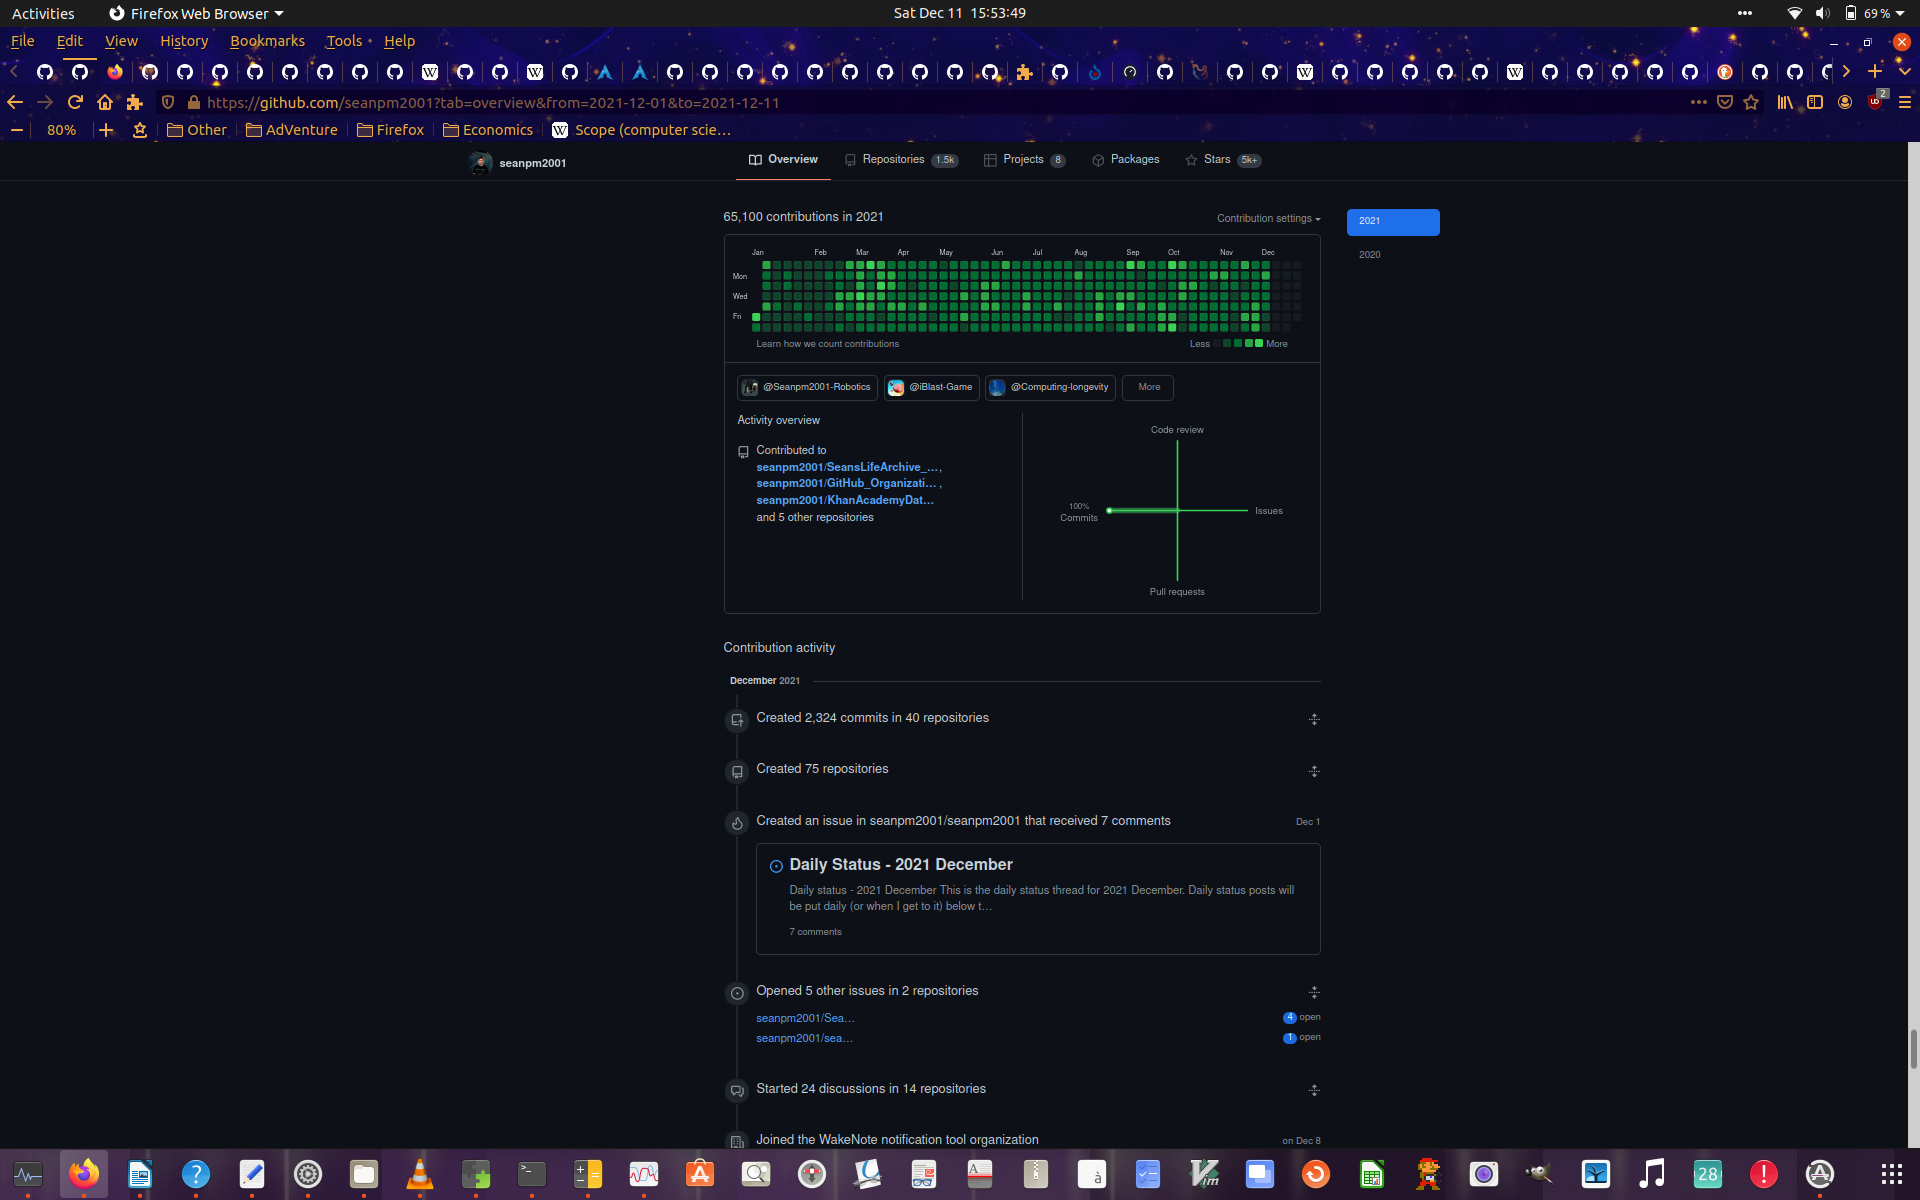 Activities
Firefox Web Browser
Sat Dec 11 15:53:49
69 %
File Edit View History Bookmarks Tools Help
https://github.com/seanpm2001?tab=overview&from=2021-12-01&to=2021-12-11
2
80%
Other
AdVenture
Firefox
Economics
Scope (computer scie…
seanpm2001
Overview
Repositories 1.5k
Projects 8
Packages
Stars 5k+
65,100 contributions in 2021
Contribution settings
2021
2020
Jan Feb Mar Apr May Jun Jul Aug Sep Oct Nov Dec
Mon
Wed
Fri
Learn how we count contributions
Less More
@Seanpm2001-Robotics
@iBlast-Game
@Computing-longevity
More
Activity overview
Contributed to
seanpm2001/SeansLifeArchive_…,
seanpm2001/GitHub_Organizati… ,
seanpm2001/KhanAcademyDat…
and 5 other repositories
Code review
100%
Commits
Issues
Pull requests
Contribution activity
December 2021
Created 2,324 commits in 40 repositories
Created 75 repositories
Created an issue in seanpm2001/seanpm2001 that received 7 comments
Dec 1
Daily Status - 2021 December
Daily status - 2021 December This is the daily status thread for 2021 December. Daily status posts will
be put daily (or when I get to it) below t…
7 comments
Opened 5 other issues in 2 repositories
seanpm2001/Sea…
4 open
seanpm2001/sea…
1 open
Started 24 discussions in 14 repositories
Joined the WakeNote notification tool organization
on Dec 8
28